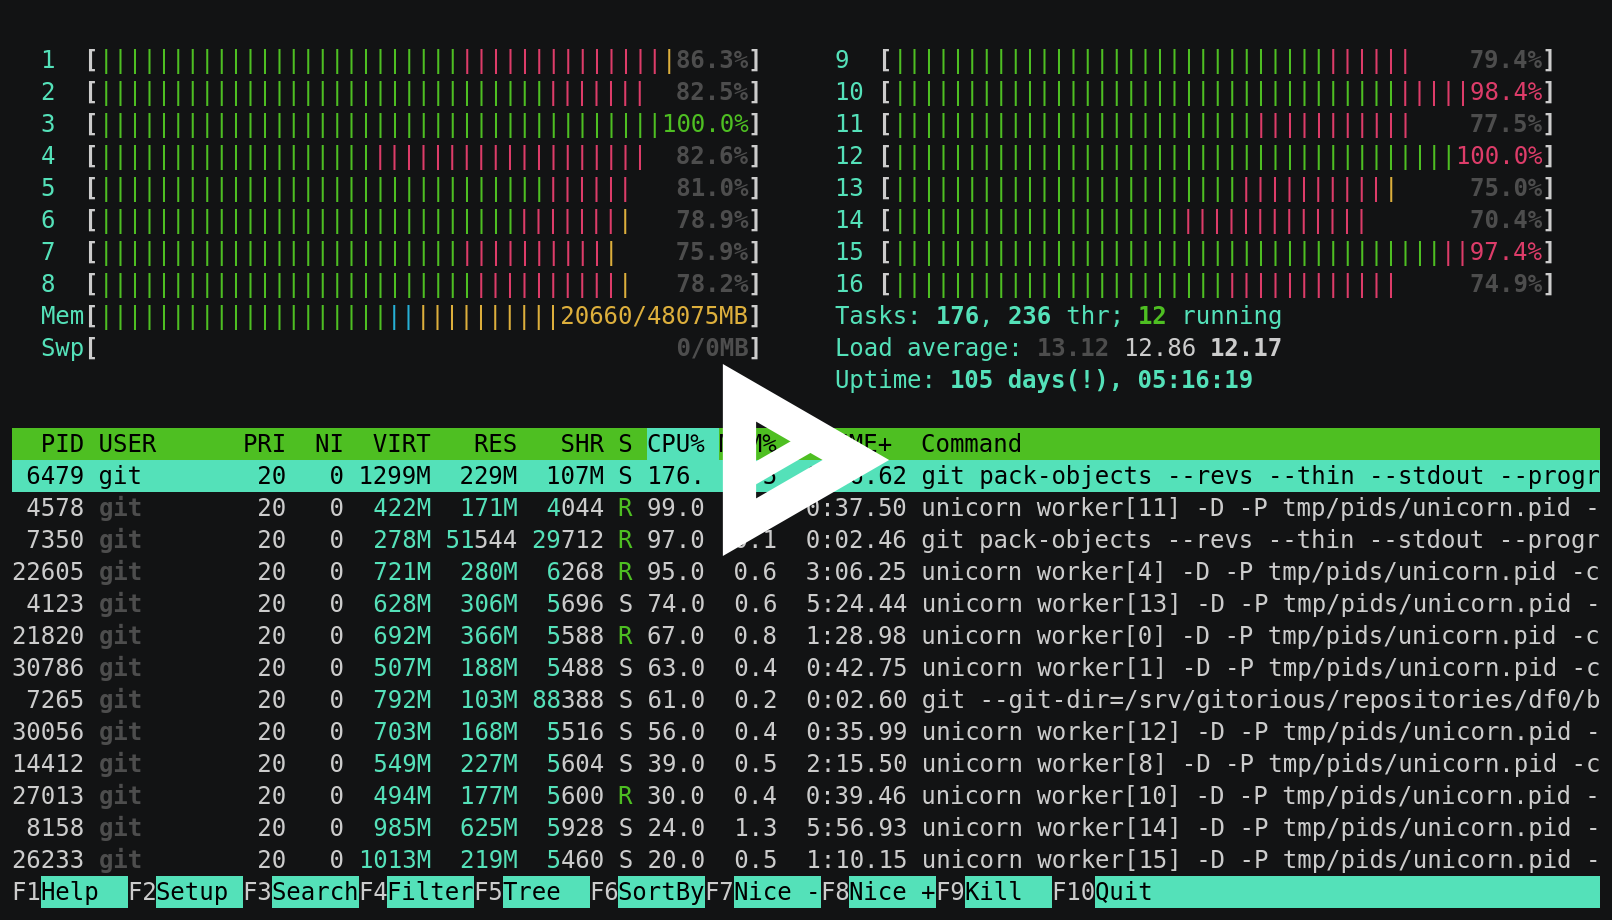 1 [86.3%] 9 [79.4%]
2 [82.5%] 10 [98.4%]
3 [100.0%] 11 [77.5%]
4 [82.6%] 12 [100.0%]
5 [81.0%] 13 [75.0%]
6 [78.9%] 14 [70.4%]
7 [75.9%] 15 [97.4%]
8 [78.2%] 16 [74.9%]
Mem[20660/48075MB] Tasks: 176, 236 thr; 12 running
Swp[0/0MB] Load average: 13.12 12.86 12.17
Uptime: 105 days(!), 05:16:19
PID USER PRI NI VIRT RES SHR S CPU% Command
6479 git 20 0 1299M 229M 107M S 176. git pack-objects --revs --thin --stdout --progr
4578 git 20 0 422M 171M 4044 R 99.0 0:37.50 unicorn worker[11] -D -P tmp/pids/unicorn.pid -
7350 git 20 0 278M 51544 29712 R 97.0 0:02.46 git pack-objects --revs --thin --stdout --progr
22605 git 20 0 721M 280M 6268 R 95.0 0.6 3:06.25 unicorn worker[4] -D -P tmp/pids/unicorn.pid -c
4123 git 20 0 628M 306M 5696 S 74.0 0.6 5:24.44 unicorn worker[13] -D -P tmp/pids/unicorn.pid -
21820 git 20 0 692M 366M 5588 R 67.0 0.8 1:28.98 unicorn worker[0] -D -P tmp/pids/unicorn.pid -c
30786 git 20 0 507M 188M 5488 S 63.0 0.4 0:42.75 unicorn worker[1] -D -P tmp/pids/unicorn.pid -c
7265 git 20 0 792M 103M 88388 S 61.0 0.2 0:02.60 git --git-dir=/srv/gitorious/repositories/df0/b
30056 git 20 0 703M 168M 5516 S 56.0 0.4 0:35.99 unicorn worker[12] -D -P tmp/pids/unicorn.pid -
14412 git 20 0 549M 227M 5604 S 39.0 0.5 2:15.50 unicorn worker[8] -D -P tmp/pids/unicorn.pid -c
27013 git 20 0 494M 177M 5600 R 30.0 0.4 0:39.46 unicorn worker[10] -D -P tmp/pids/unicorn.pid -
8158 git 20 0 985M 625M 5928 S 24.0 1.3 5:56.93 unicorn worker[14] -D -P tmp/pids/unicorn.pid -
26233 git 20 0 1013M 219M 5460 S 20.0 0.5 1:10.15 unicorn worker[15] -D -P tmp/pids/unicorn.pid -
F1Help F2Setup F3SearchF4FilterF5Tree F6SortByF7Nice -F8Nice +F9Kill F10Quit